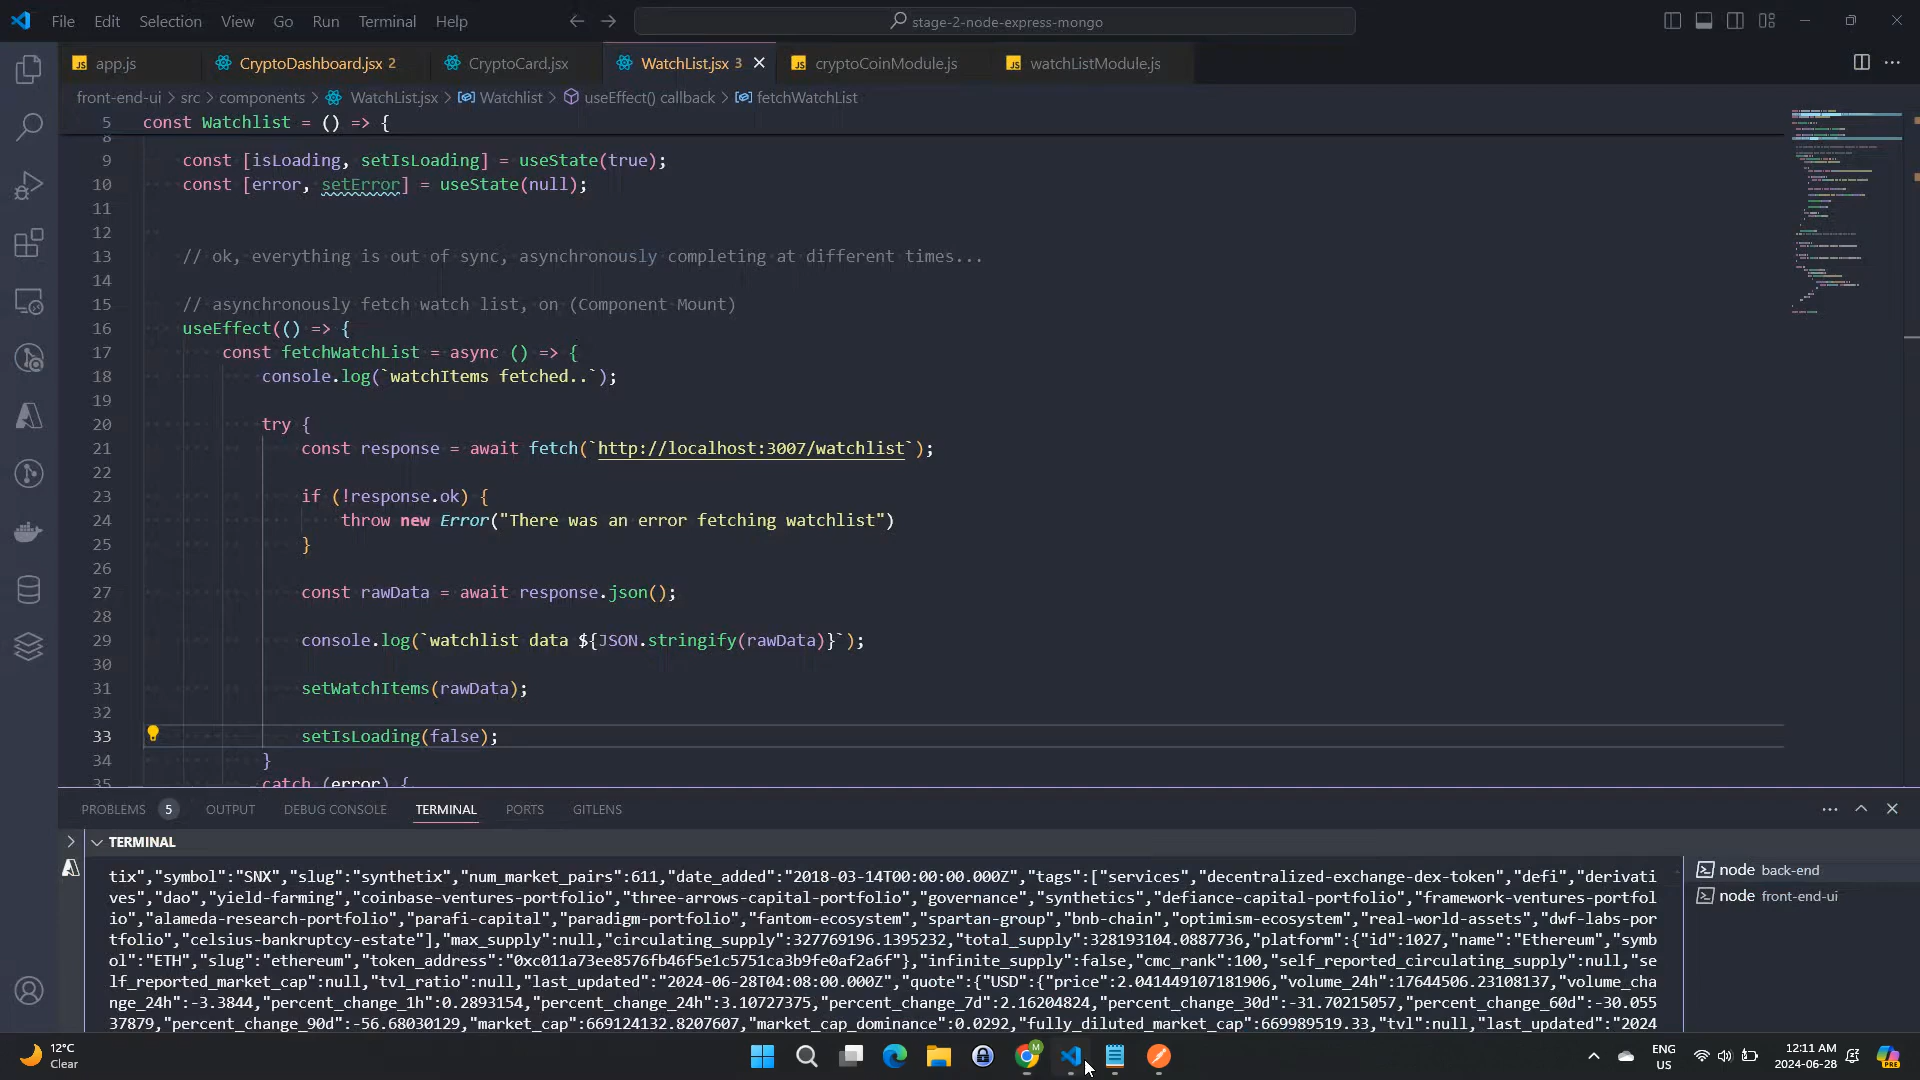 File Edit Selection View Go Run Terminal Help
stage-2-node-express-mongo
app.js
CryptoDashboard.jsx 2
CryptoCard.jsx
WatchList.jsx 3
cryptoCoinModule.js
watchListModule.js
front-end-ui > src > components > WatchList.jsx > Watchlist > useEffect() callback > fetchWatchList
5 const Watchlist = () => {
8
9 const [isLoading, setIsLoading] = useState(true);
10 const [error, setError] = useState(null);
11
12
13 // ok, everything is out of sync, asynchronously completing at different times...
14
15 // asynchronously fetch watch list, on (Component Mount)
16 useEffect(() => {
17 const fetchWatchList = async () => {
18 console.log(`watchItems fetched..`);
19
20 try {
21 const response = await fetch(`http://localhost:3007/watchlist`);
22
23 if (!response.ok) {
24 throw new Error("There was an error fetching watchlist")
25 }
26
27 const rawData = await response.json();
28
29 console.log(`watchlist data ${JSON.stringify(rawData)}`);
30
31 setWatchItems(rawData);
32
33 setIsLoading(false);
34 }
35 catch (error) {
PROBLEMS 5 OUTPUT DEBUG CONSOLE TERMINAL PORTS GITLENS
TERMINAL
tix","symbol":"SNX","slug":"synthetix","num_market_pairs":611,"date_added":"2018-03-14T00:00:00.000Z","tags":["services","decentralized-exchange-dex-token","defi","derivati
ves","dao","yield-farming","coinbase-ventures-portfolio","three-arrows-capital-portfolio","governance","synthetics","defiance-capital-portfolio","framework-ventures-portfol
io","alameda-research-portfolio","parafi-capital","paradigm-portfolio","fantom-ecosystem","spartan-group","bnb-chain","optimism-ecosystem","real-world-assets","dwf-labs-por
tfolio","celsius-bankruptcy-estate"],"max_supply":null,"circulating_supply":327769196.1395232,"total_supply":328193104.0887736,"platform":{"id":1027,"name":"Ethereum","symb
ol":"ETH","slug":"ethereum","token_address":"0xc011a73ee8576fb46f5e1c5751ca3b9fe0af2a6f"},"infinite_supply":false,"cmc_rank":100,"self_reported_circulating_supply":null,"se
lf_reported_market_cap":null,"tvl_ratio":null,"last_updated":"2024-06-28T04:08:00.000Z","quote":{"USD":{"price":2.041449107181906,"volume_24h":17644506.23108137,"volume_cha
nge_24h":-3.3844,"percent_change_1h":0.2893154,"percent_change_24h":3.10727375,"percent_change_7d":2.16204824,"percent_change_30d":-31.70215057,"percent_change_60d":-30.055
37879,"percent_change_90d":-56.68030129,"market_cap":669124132.8207607,"market_cap_dominance":0.0292,"fully_diluted_market_cap":669989519.33,"tvl":null,"last_updated":"2024
node back-end
node front-end-ui
12°C
Clear
ENG
US
12:11 AM
2024-06-28